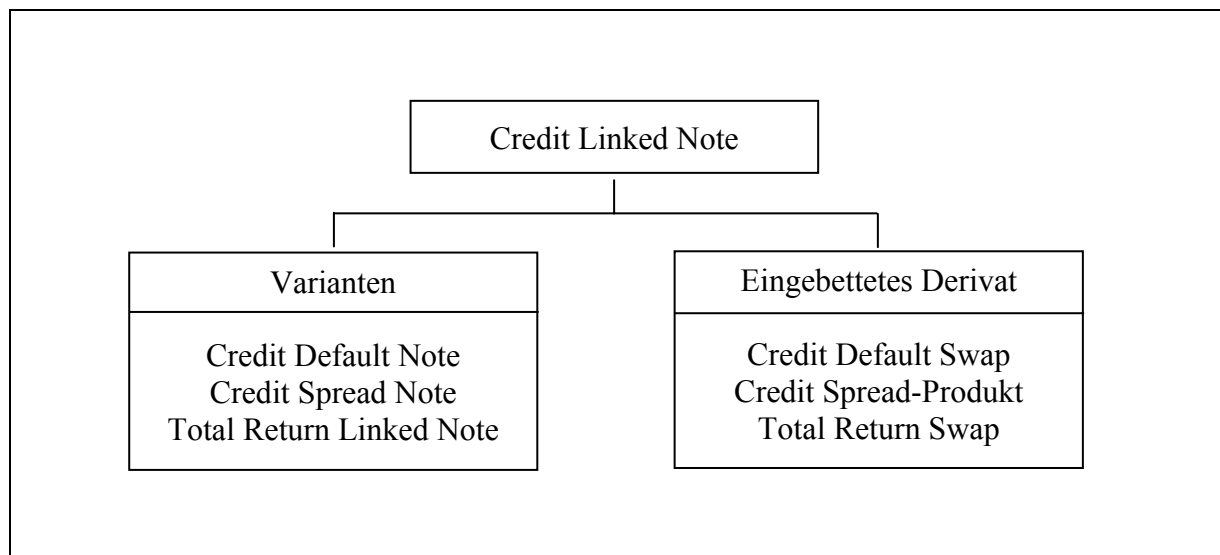 Credit Linked Note
Varianten
Credit Default Note
Credit Spread Note
Total Return Linked Note
Eingebettetes Derivat
Credit Default Swap
Credit Spread-Produkt
Total Return Swap